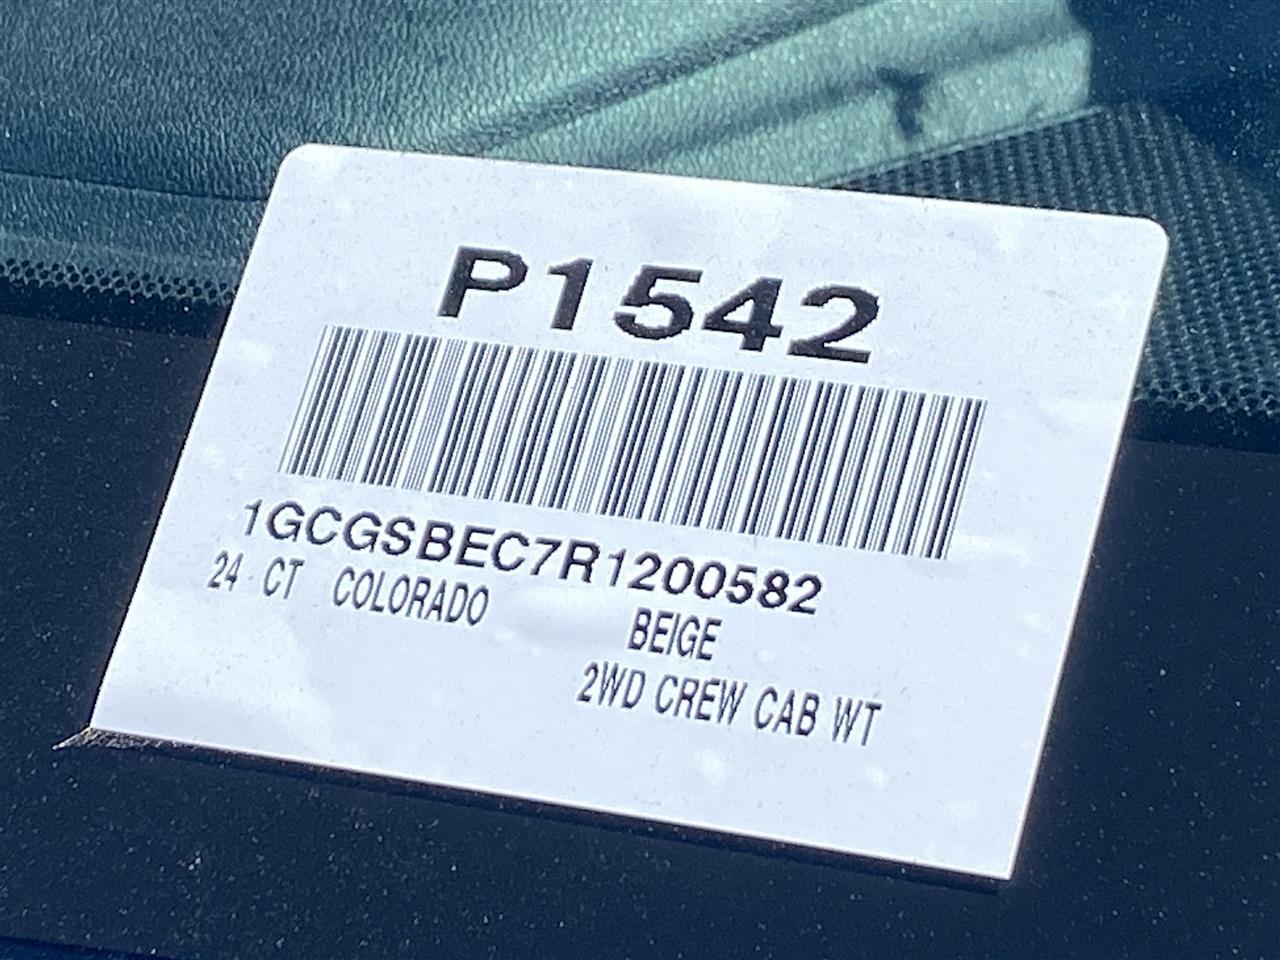 P1542
1GCGSBEC7R1200582
24 CT COLORADO BEIGE
2WD CREW CAB WT